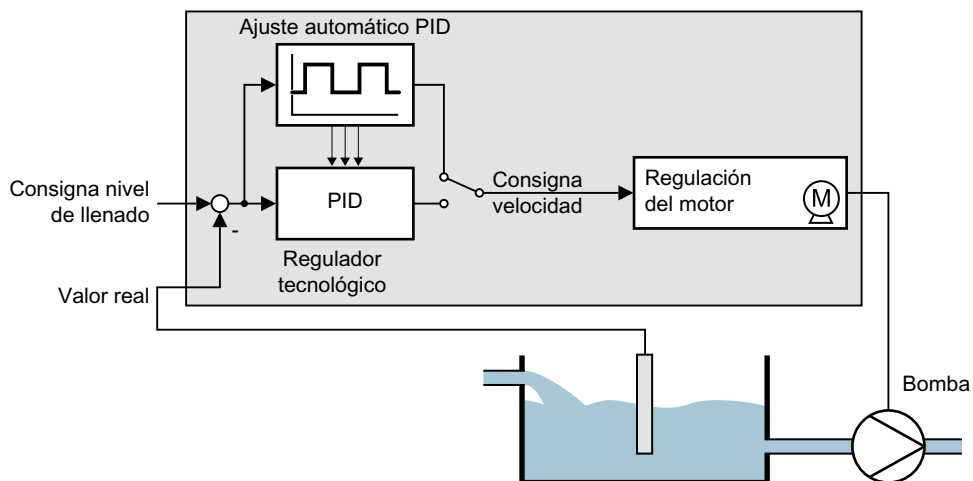 Ajuste automático PID
Consigna nivel
de llenado
-
PID
Regulador
tecnológico
Consigna
velocidad
Regulación
del motor
M
Valor real
Bomba